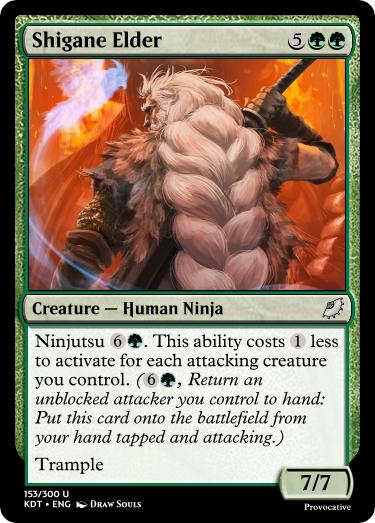 Shigane Elder 5
Creature — Human Ninja
Ninjutsu 6. This ability costs 1 less
to activate for each attacking creature
you control. (6, Return an
unblocked attacker you control to hand:
Put this card onto the battlefield from
your hand tapped and attacking.)
Trample
7/7
153/300 U
KDT • ENG Draw Souls
Provocative